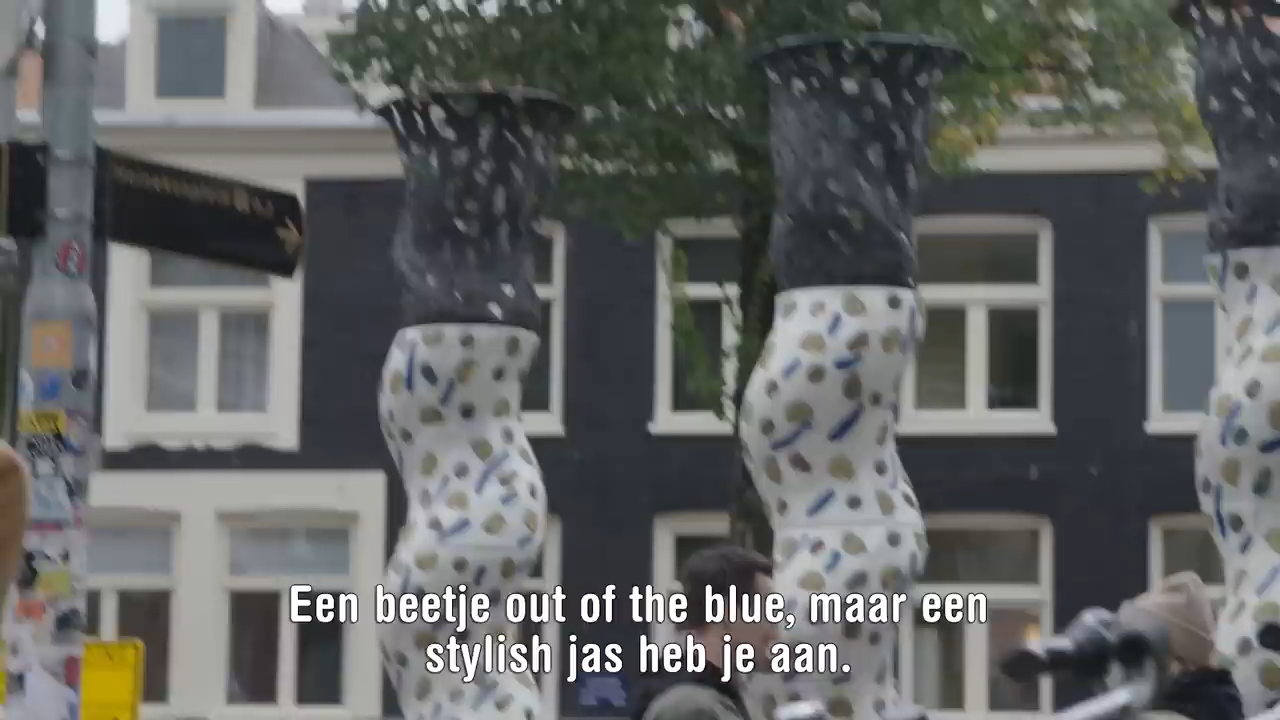 Een beetje out of the blue, maar een
stylish jas heb je aan.